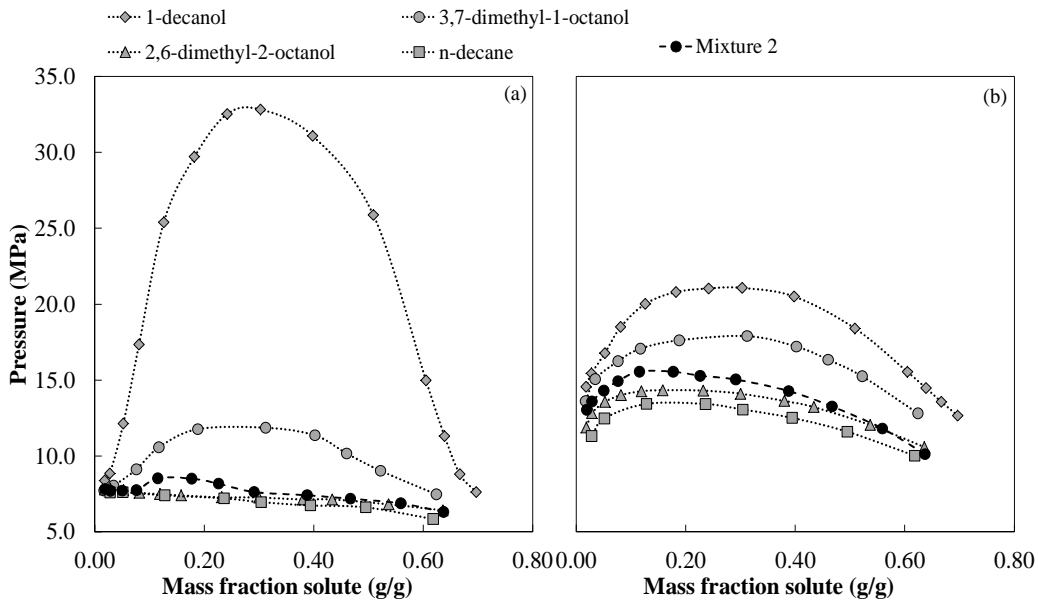 1-decanol
3,7-dimethyl-1-octanol
2,6-dimethyl-2-octanol
n-decane
Mixture 2
35.0
30.0
25.0
20.0
15.0
10.0
5.0
Pressure (MPa)
(a)
0.00
0.20
0.40
0.60
0.80
Mass fraction solute (g/g)
(b)
0.00
0.20
0.40
0.60
0.80
Mass fraction solute (g/g)